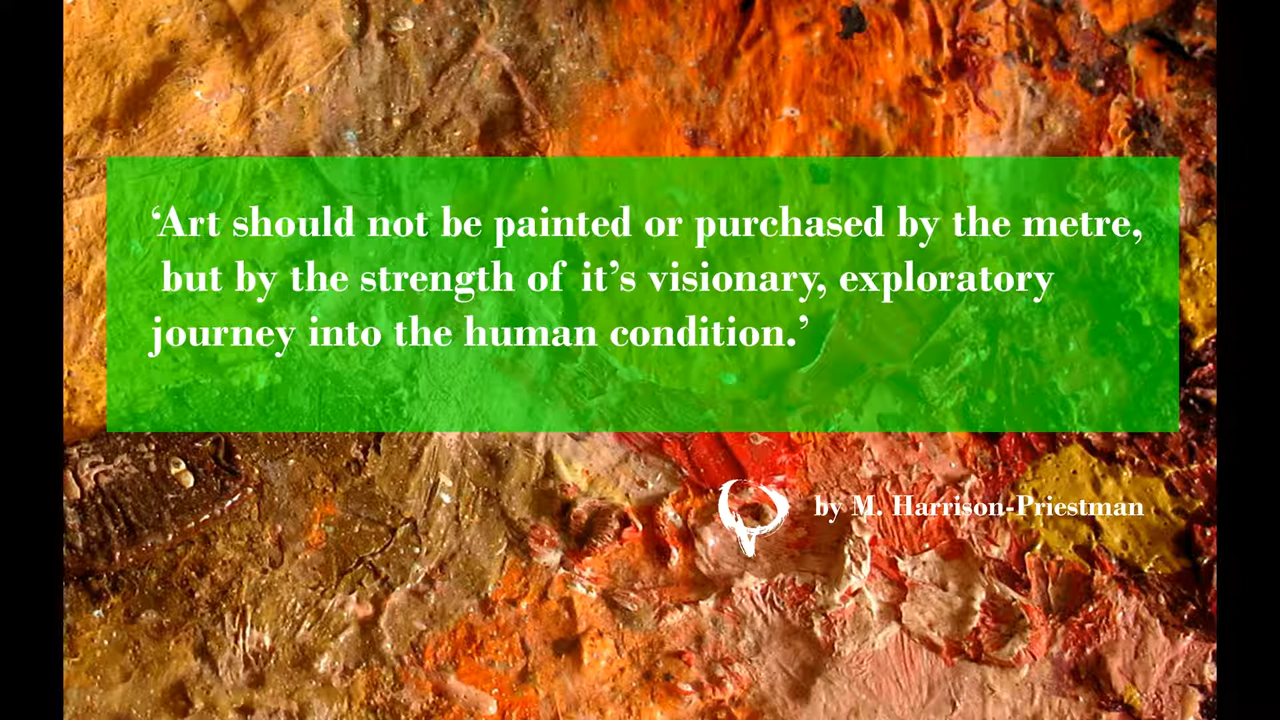 ‘Art should not be painted or purchased by the metre,
but by the strength of it’s visionary, exploratory
journey into the human condition.’
by M. Harrison-Priestman